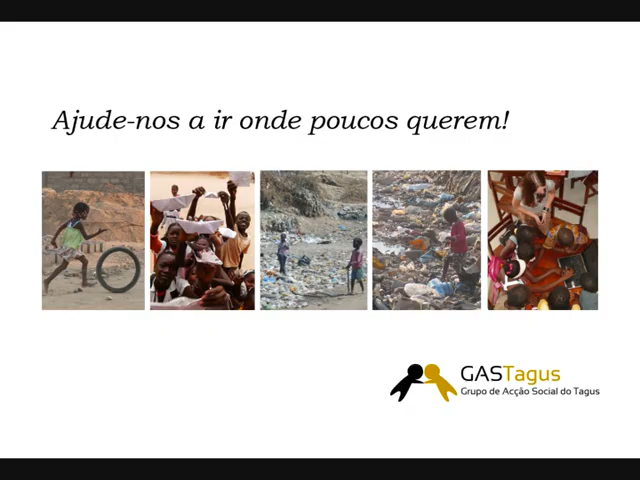 Ajude-nos a ir onde poucos querem!
GASTagus
Grupo de Acção Social do Tagus